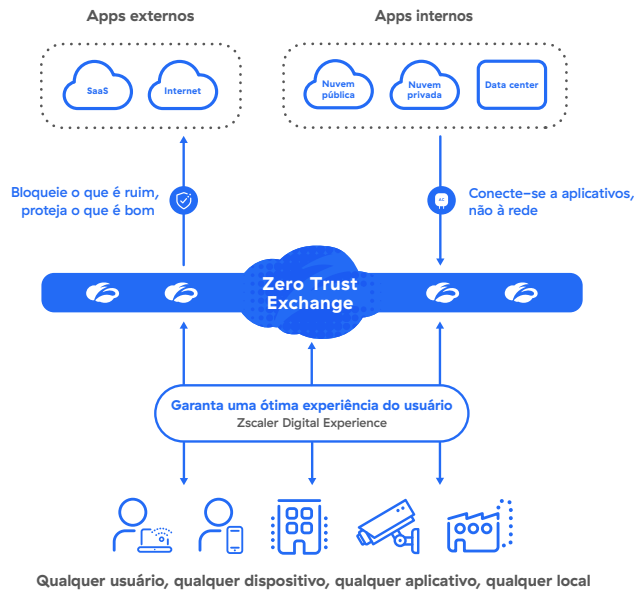 Apps externos
Apps internos
SaaS
Internet
Nuvem
pública
Nuvem
privada
Data center
Bloqueie o que é ruim,
proteja o que é bom
AC
Conecte-se a aplicativos,
não à rede
Zero Trust
Exchange
Garanta uma ótima experiência do usuário
Zscaler Digital Experience
Qualquer usuário, qualquer dispositivo, qualquer aplicativo, qualquer local